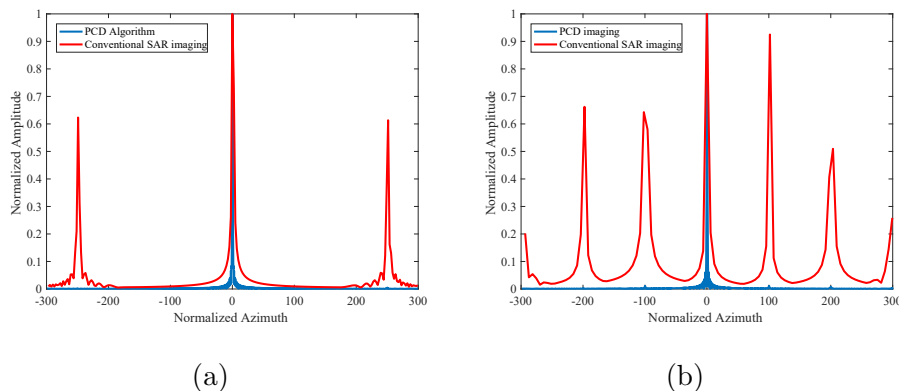 PCD Algorithm
Conventional SAR imaging
Normalized Amplitude
1
0.9
0.8
0.7
0.6
0.5
0.4
0.3
0.2
0.1
0
-300 -200 -100 0 100 200 300
Normalized Azimuth
(a)
PCD imaging
Conventional SAR imaging
Normalized Amplitude
1
0.9
0.8
0.7
0.6
0.5
0.4
0.3
0.2
0.1
0
-300 -200 -100 0 100 200 300
Normalized Azimuth
(b)